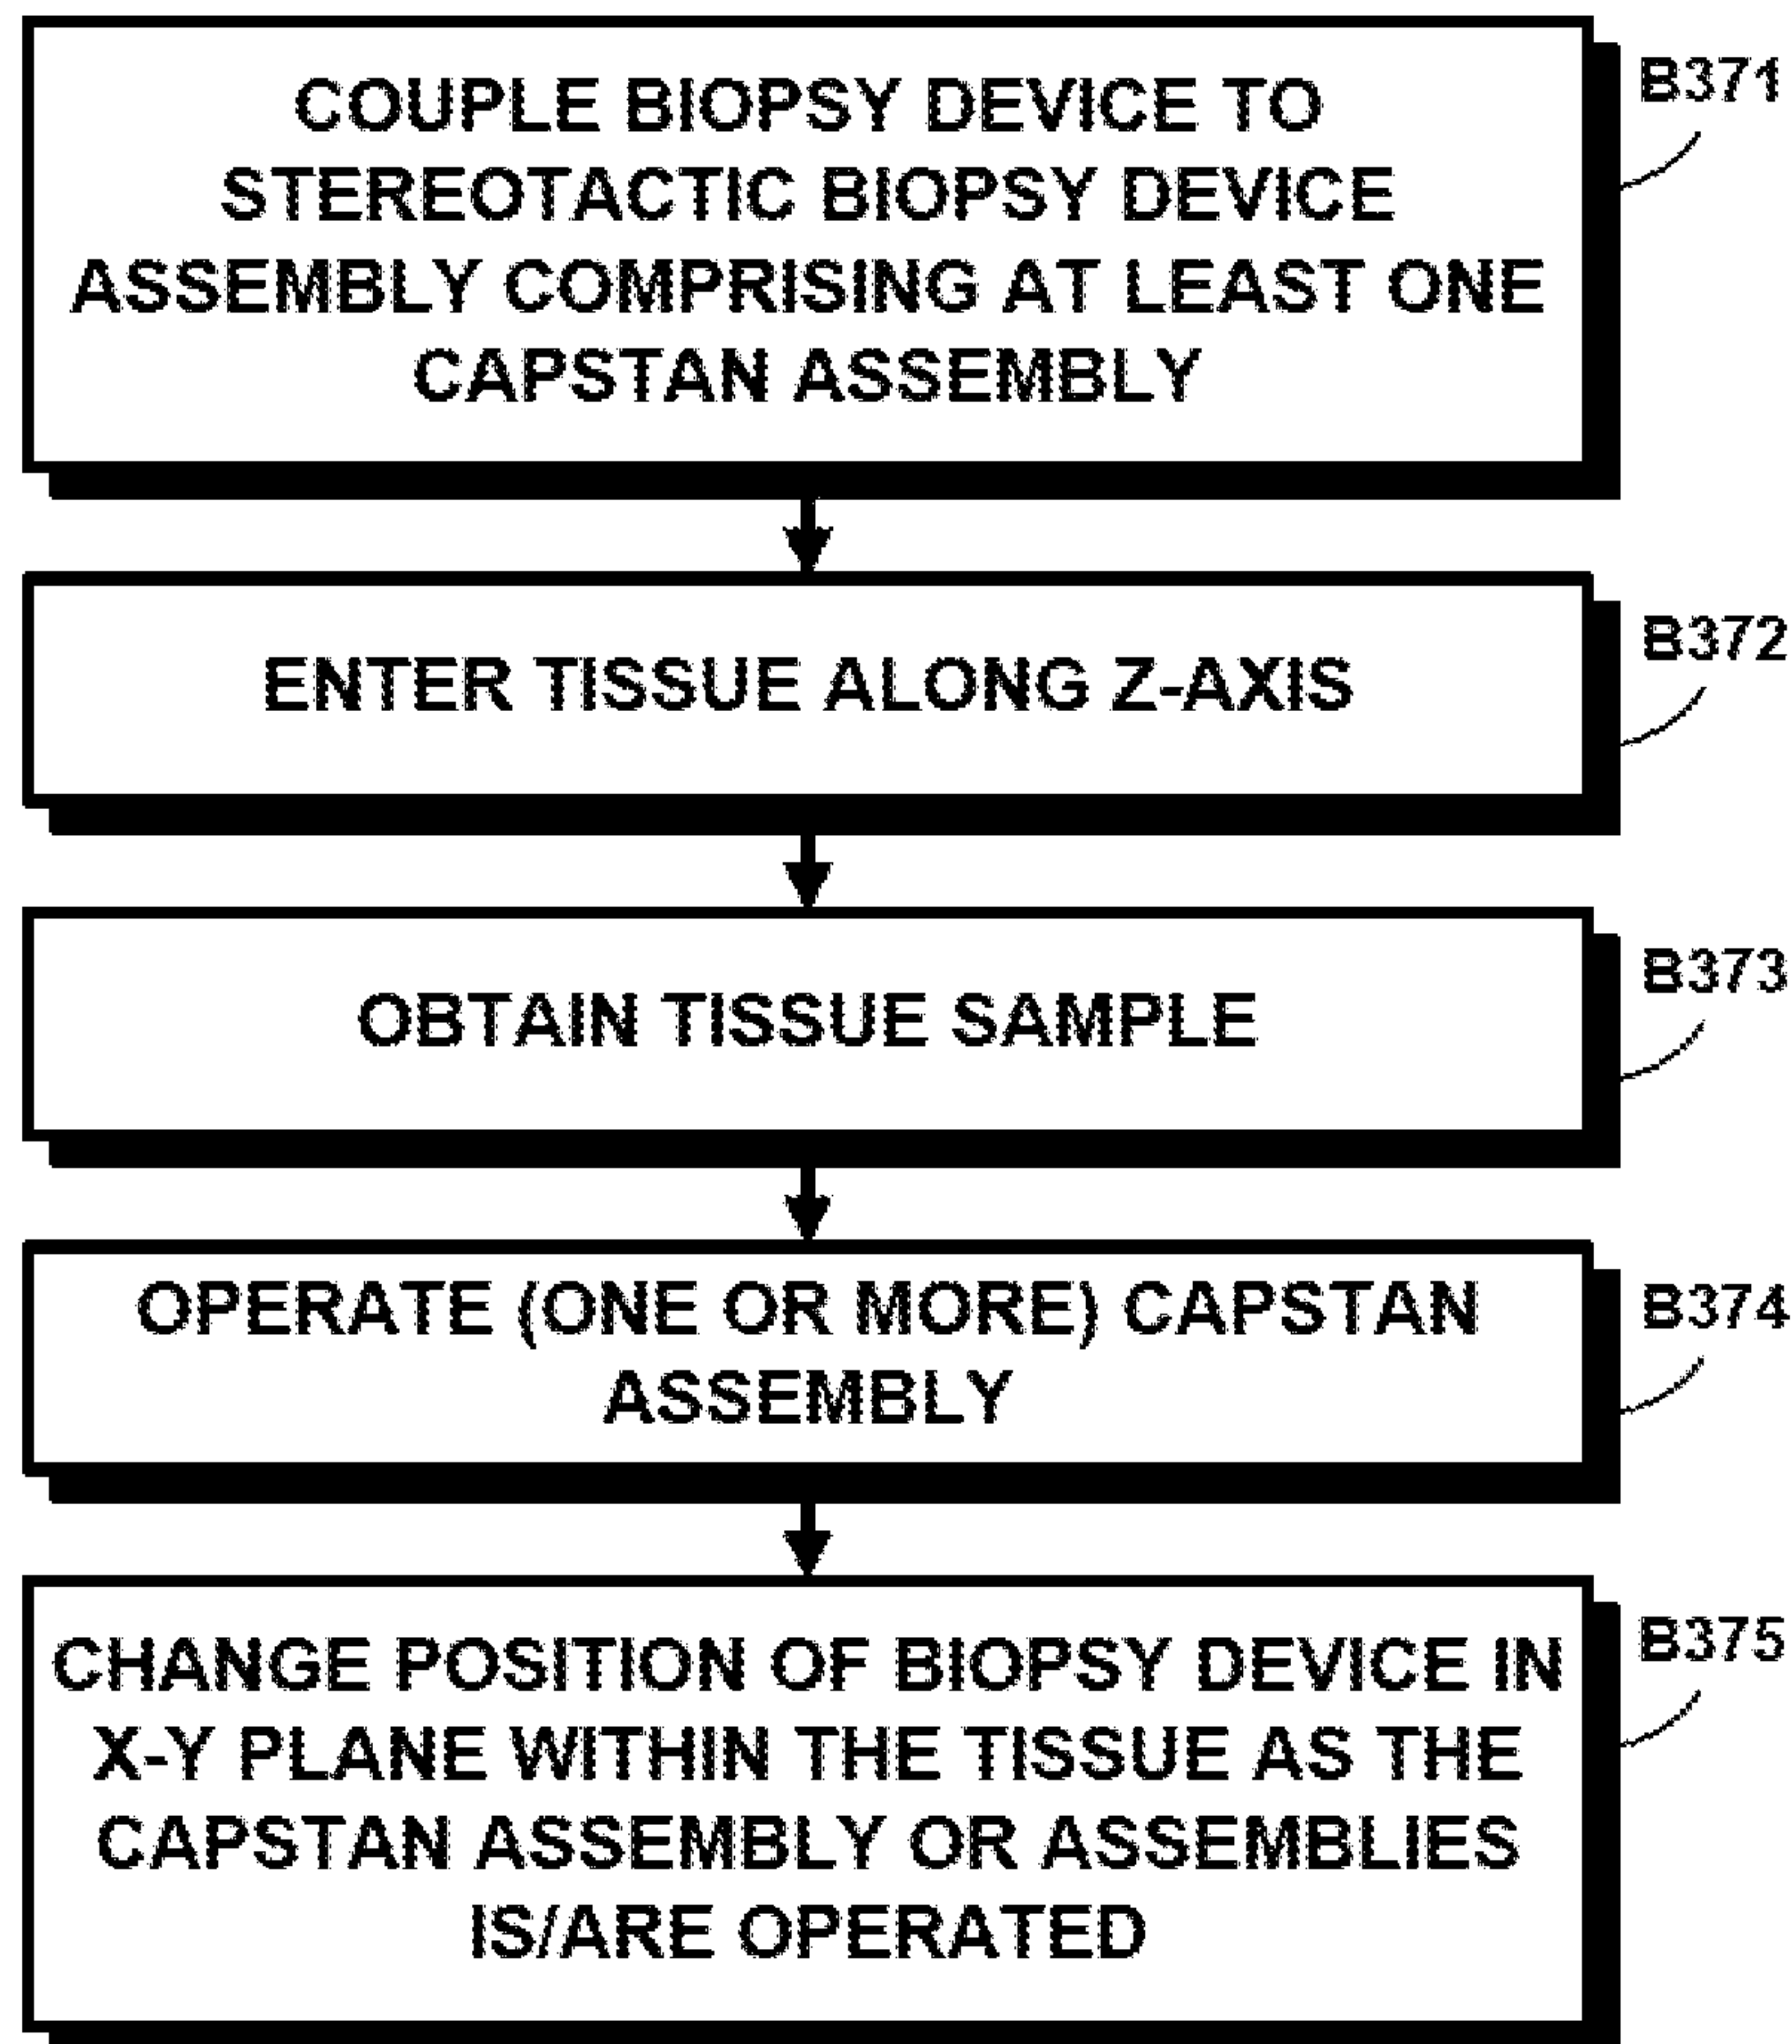 COUPLE BIOPSY DEVICE TO
STEREOTACTIC BIOPSY DEVICE
ASSEMBLY COMPRISING AT LEAST ONE
CAPSTAN ASSEMBLY
B371
ENTER TISSUE ALONG Z-AXIS
B372
OBTAIN TISSUE SAMPLE
B373
OPERATE (ONE OR MORE) CAPSTAN
ASSEMBLY
B374
CHANGE POSITION OF BIOPSY DEVICE IN
X-Y PLANE WITHIN THE TISSUE AS THE
CAPSTAN ASSEMBLY OR ASSEMBLIES
IS/ARE OPERATED
B375